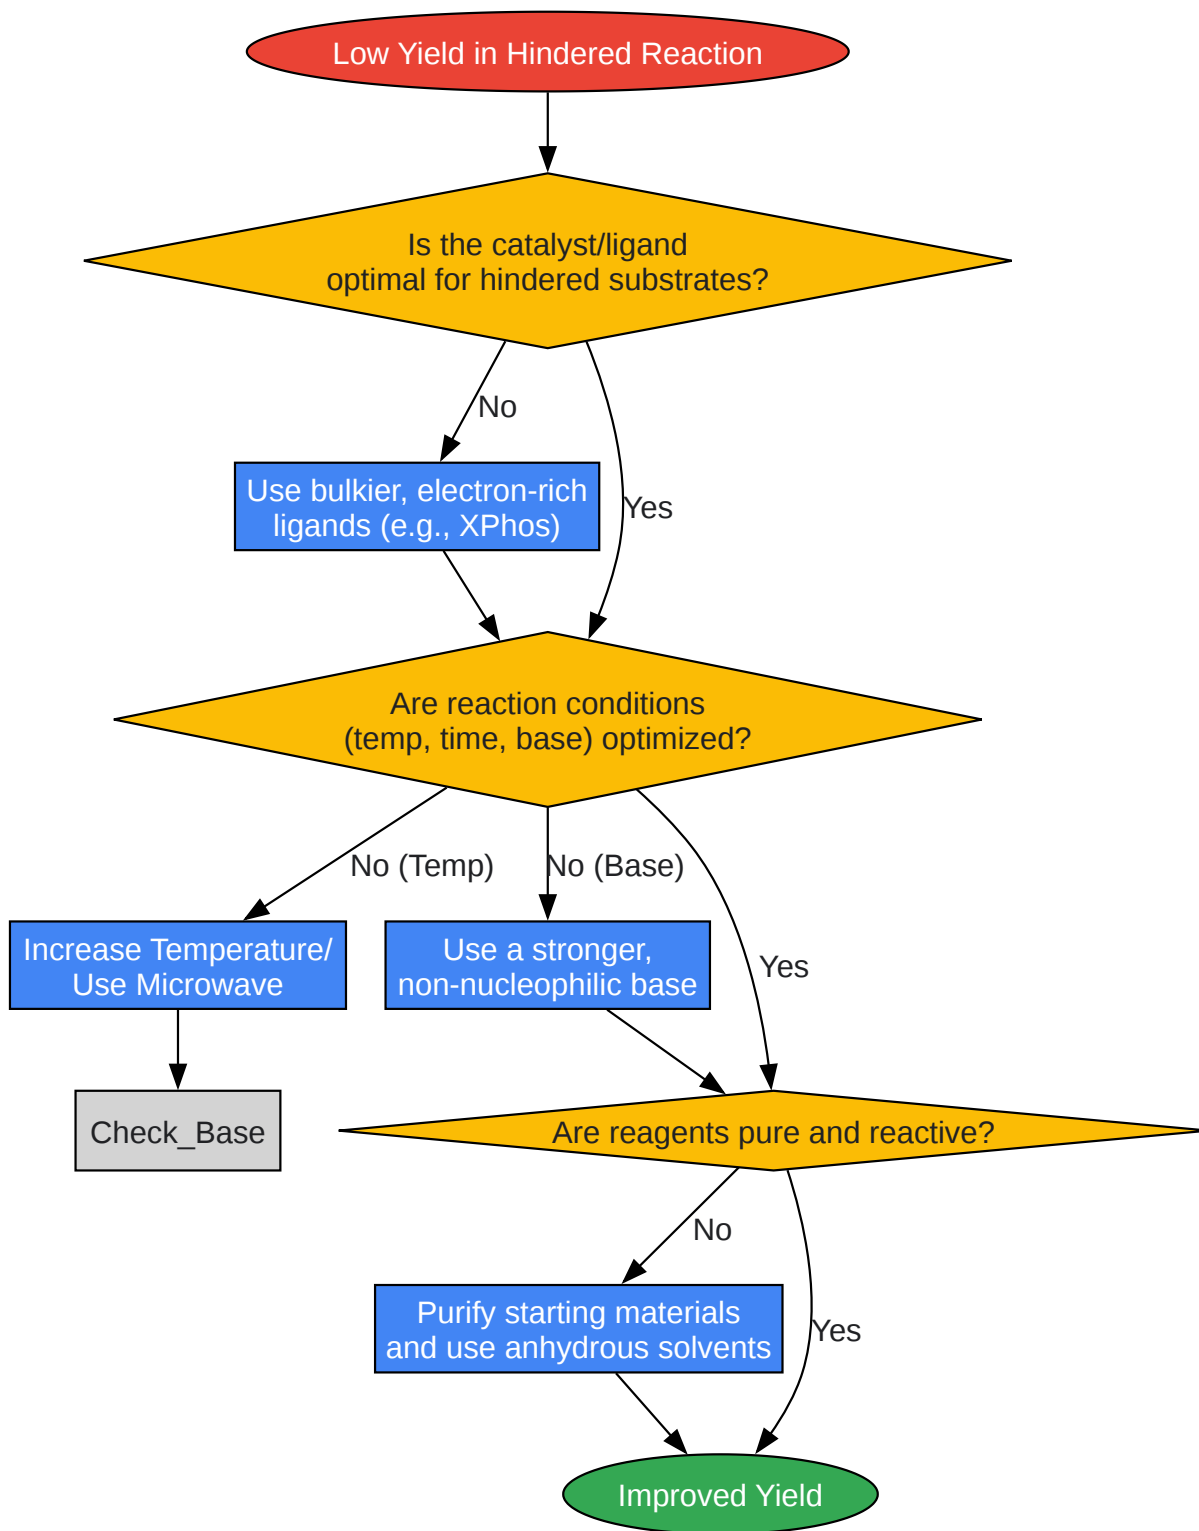 Low Yield in Hindered Reaction
Is the catalyst/ligand
optimal for hindered substrates?
No
Use bulkier, electron-rich
ligands (e.g., XPhos)
Yes
Are reaction conditions
(temp, time, base) optimized?
No (Temp)
No (Base)
Increase Temperature/
Use Microwave
Use a stronger,
non-nucleophilic base
Yes
Check_Base
Are reagents pure and reactive?
No
Purify starting materials
and use anhydrous solvents
Yes
Improved Yield